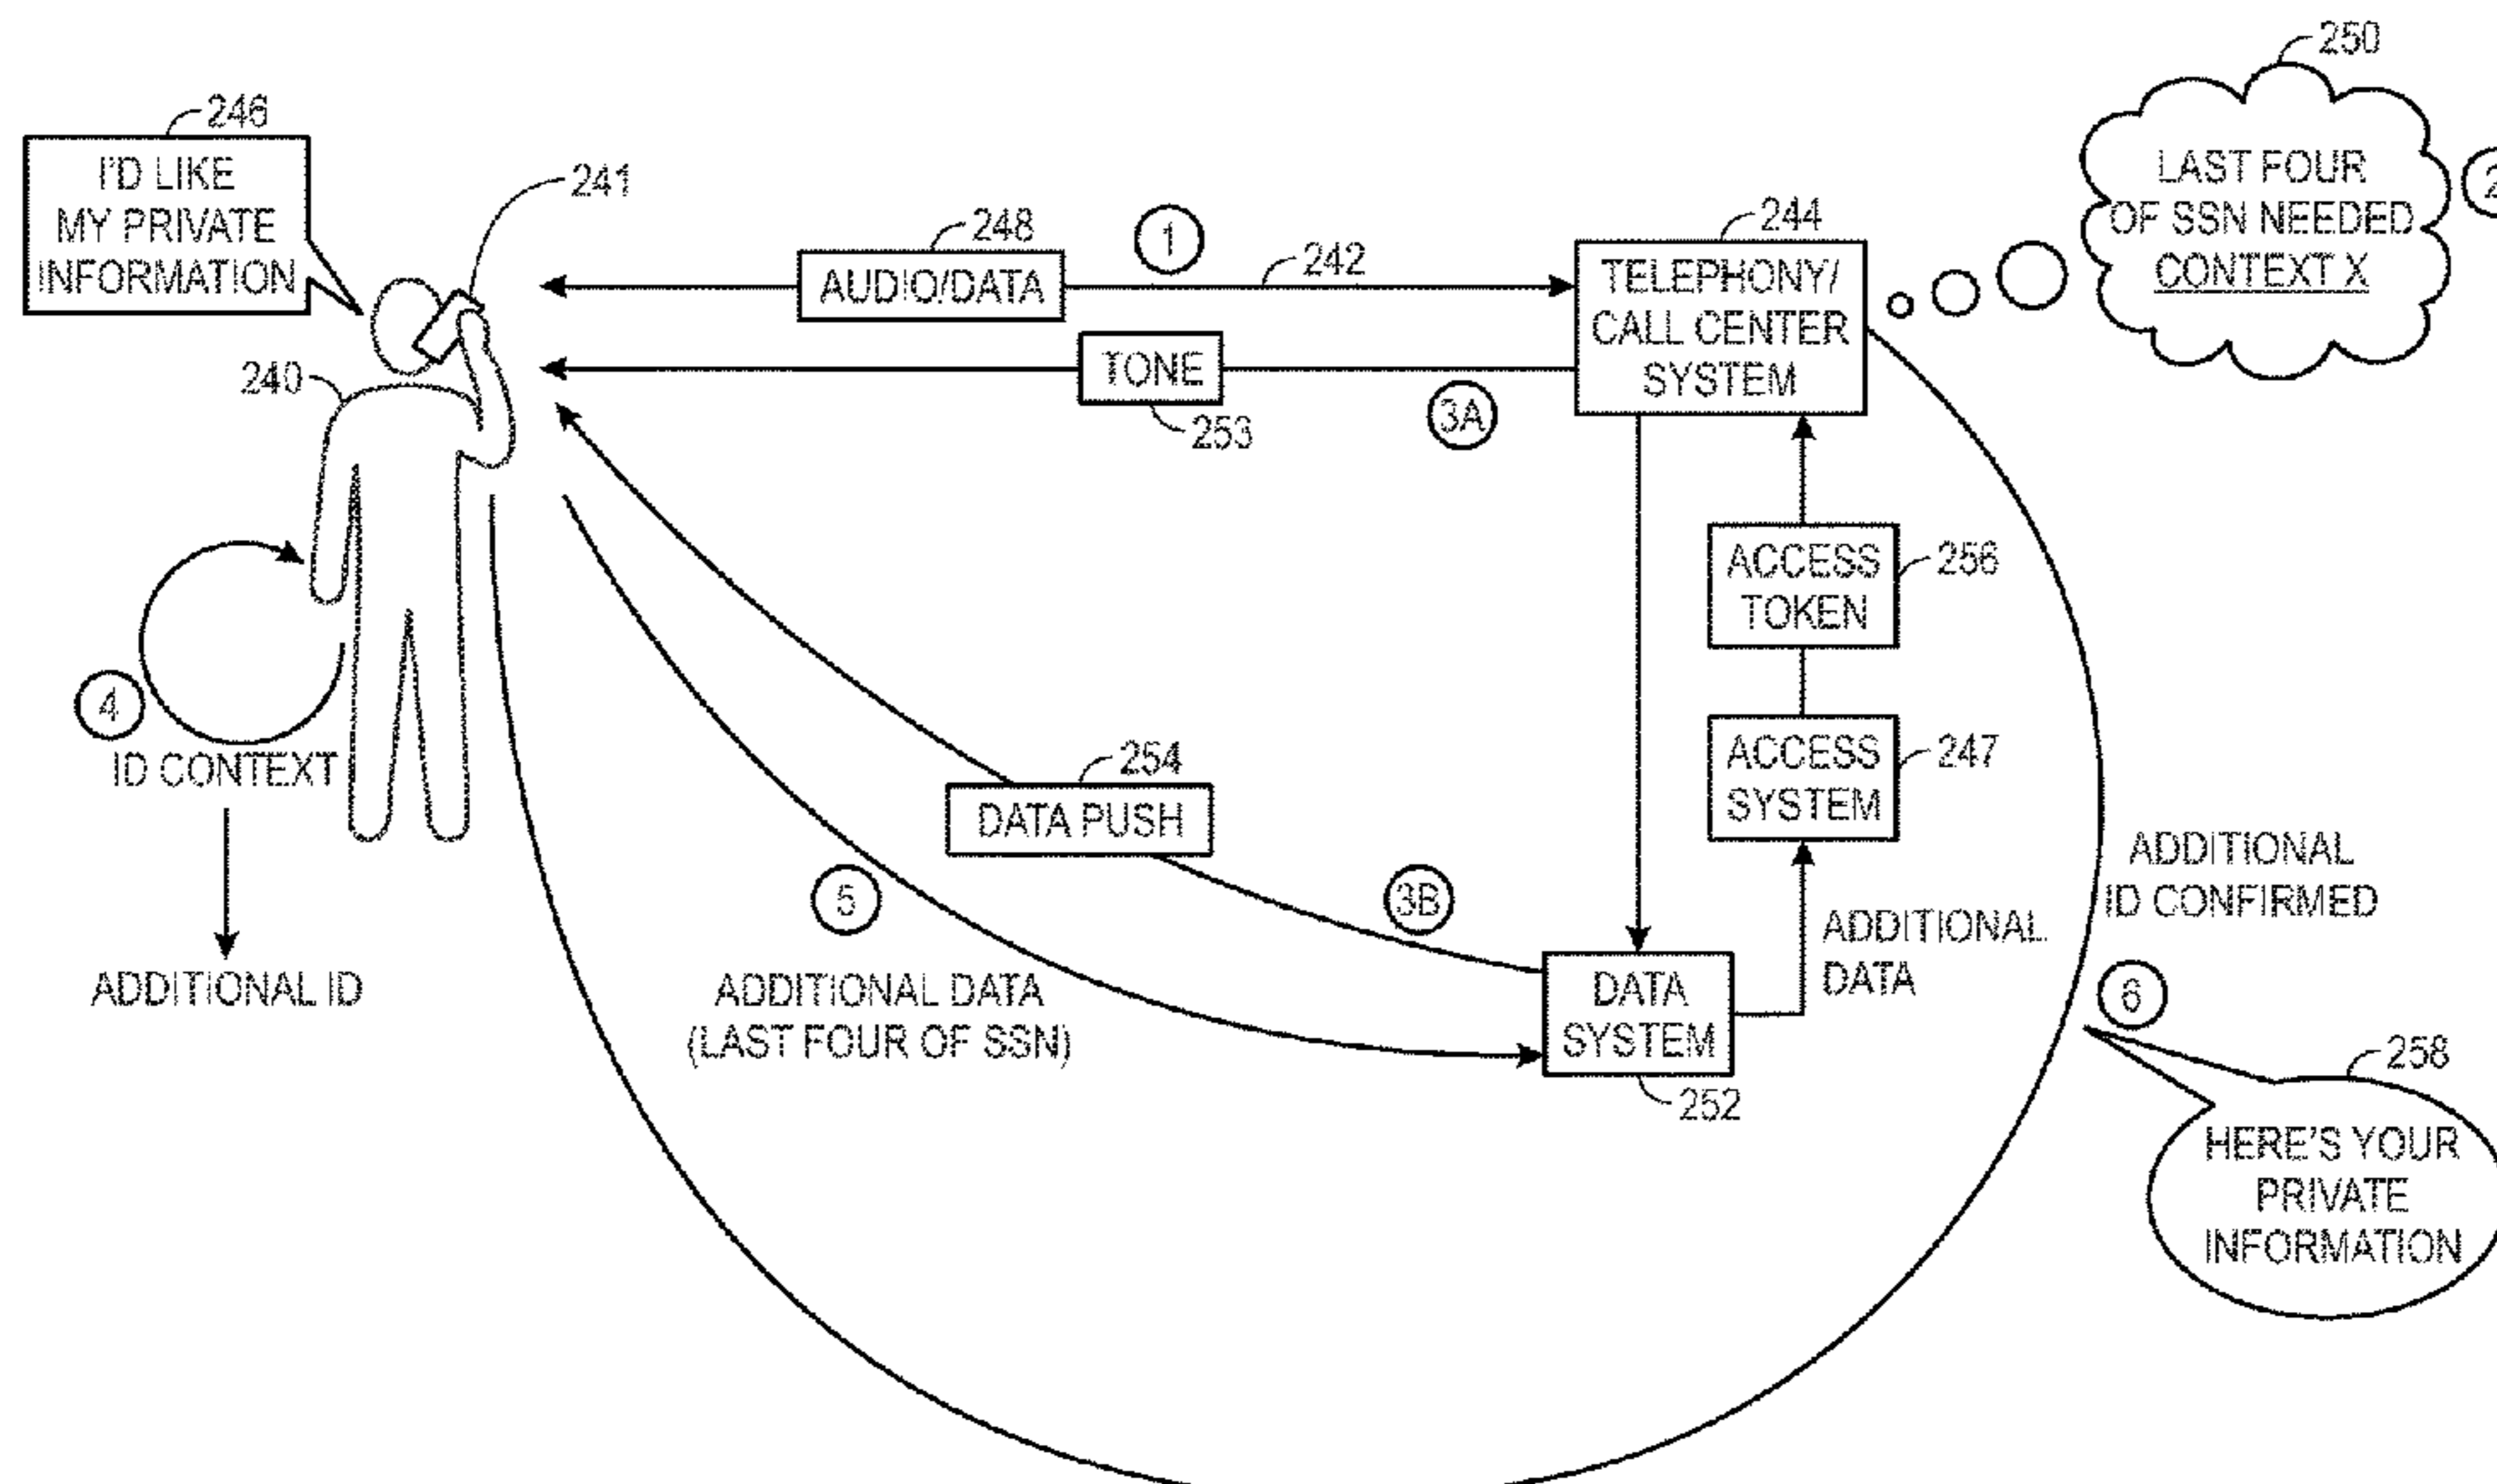 250
246
I'D LIKE
MY PRIVATE
INFORMATION
241
248
1
AUDIO/DATA
242
244
TELEPHONY/
CALL CENTER
SYSTEM
LAST FOUR
OF SSN NEEDED
CONTEXT X
2
240
TONE
253
3A
ACCESS
TOKEN
256
4
ID CONTEXT
ADDITIONAL ID
254
DATA PUSH
ACCESS
SYSTEM
247
5
3B
ADDITIONAL DATA
(LAST FOUR OF SSN)
DATA
SYSTEM
252
ADDITIONAL
DATA
ADDITIONAL
ID CONFIRMED
6
258
HERE'S YOUR
PRIVATE
INFORMATION